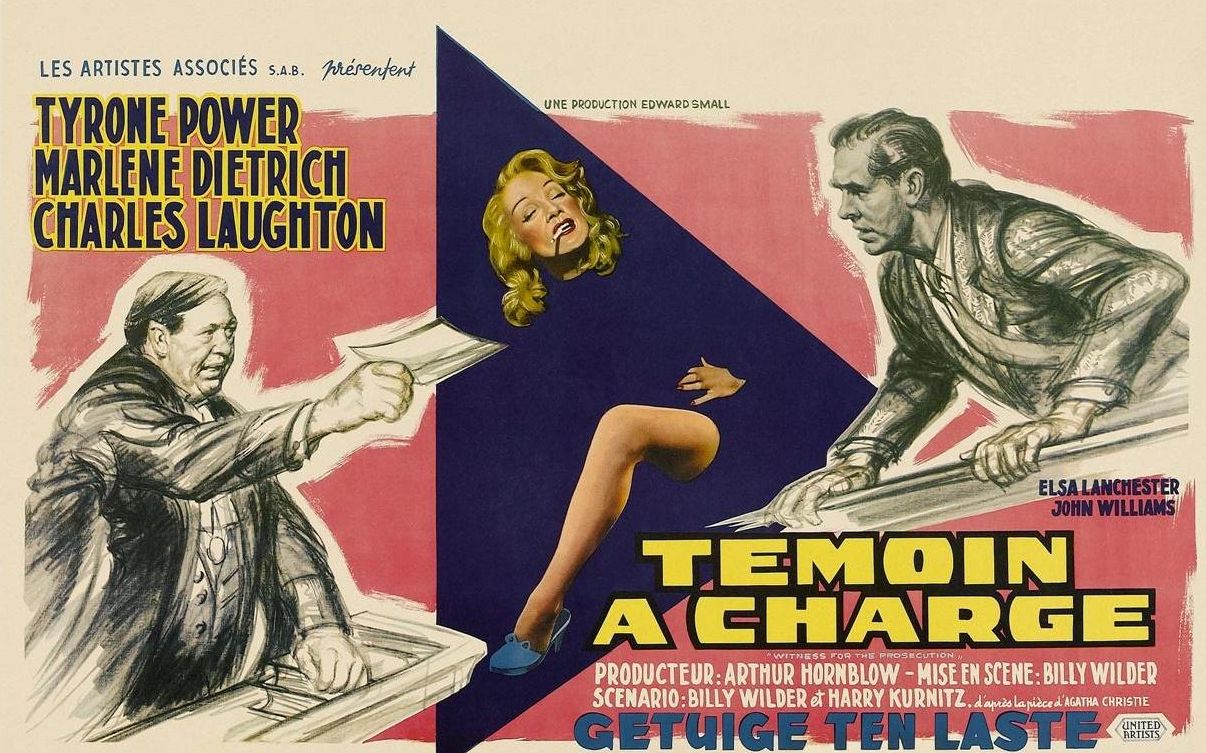 LES ARTISTES ASSOCIÉS S.A.B. présentent
TYRONE POWER
MARLENE DIETRICH
CHARLES LAUGHTON
UNE PRODUCTION EDWARD SMALL
ELSA LANCHESTER
JOHN WILLIAMS
TEMOIN
A CHARGE
"WITNESS FOR THE PROSECUTION"
PRODUCTEUR: ARTHUR HORNBLOW - MISE EN SCENE: BILLY WILDER
SCENARIO: BILLY WILDER et HARRY KURNITZ. d'après la pièce d'AGATHA CHRISTIE
GETUIGE TEN LASTE
UNITED
ARTISTS